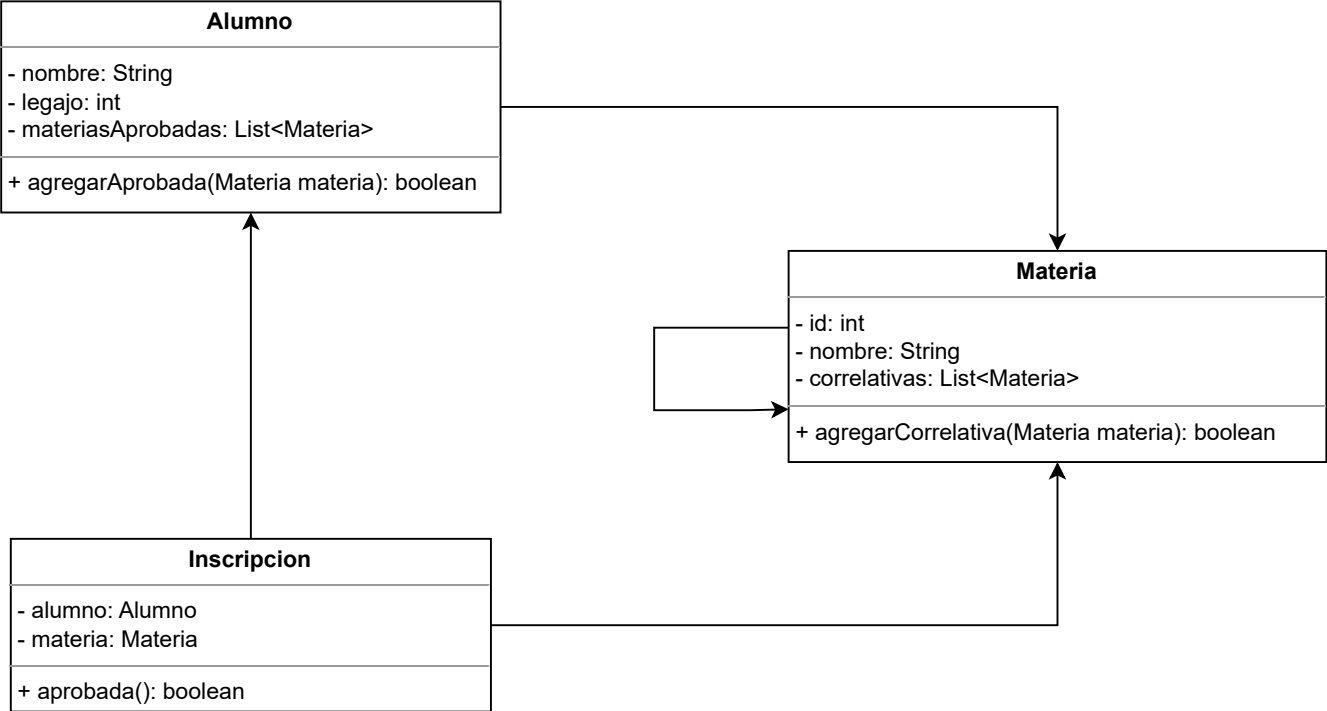 Alumno
- nombre: String
- legajo: int
- materiasAprobadas: List<Materia>
+ agregarAprobada(Materia materia): boolean
Materia
- id: int
- nombre: String
- correlativas: List<Materia>
+ agregarCorrelativa(Materia materia): boolean
Inscripcion
- alumno: Alumno
- materia: Materia
+ aprobada(): boolean